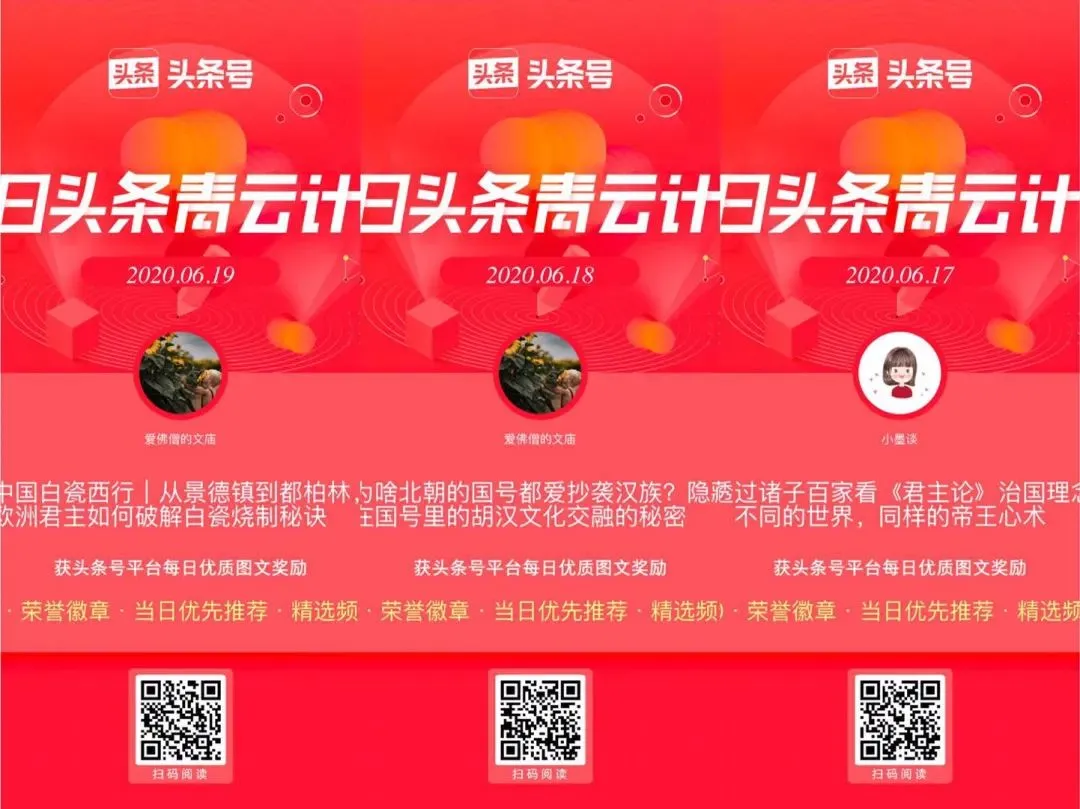 头条 头条号
日头条青云计
2020.06.19
爱佛僧的文庙
中国白瓷西行丨从景德镇到都柏林，
欧洲君主如何破解白瓷烧制秘诀
获头条号平台每日优质图文奖励
· 荣誉徽章 · 当日优先推荐 · 精选频
扫码阅读
头条 头条号
日头条青云计
2020.06.18
爱佛僧的文庙
为啥北朝的国号都爱抄袭汉族？隐
在国号里的胡汉文化交融的秘密
获头条号平台每日优质图文奖励
· 荣誉徽章 · 当日优先推荐 · 精选频
扫码阅读
头条 头条号
日头条青云计
2020.06.17
小墨谈
过诸子百家看《君主论》治国理念
不同的世界，同样的帝王心术
获头条号平台每日优质图文奖励
· 荣誉徽章 · 当日优先推荐 · 精选频
扫码阅读